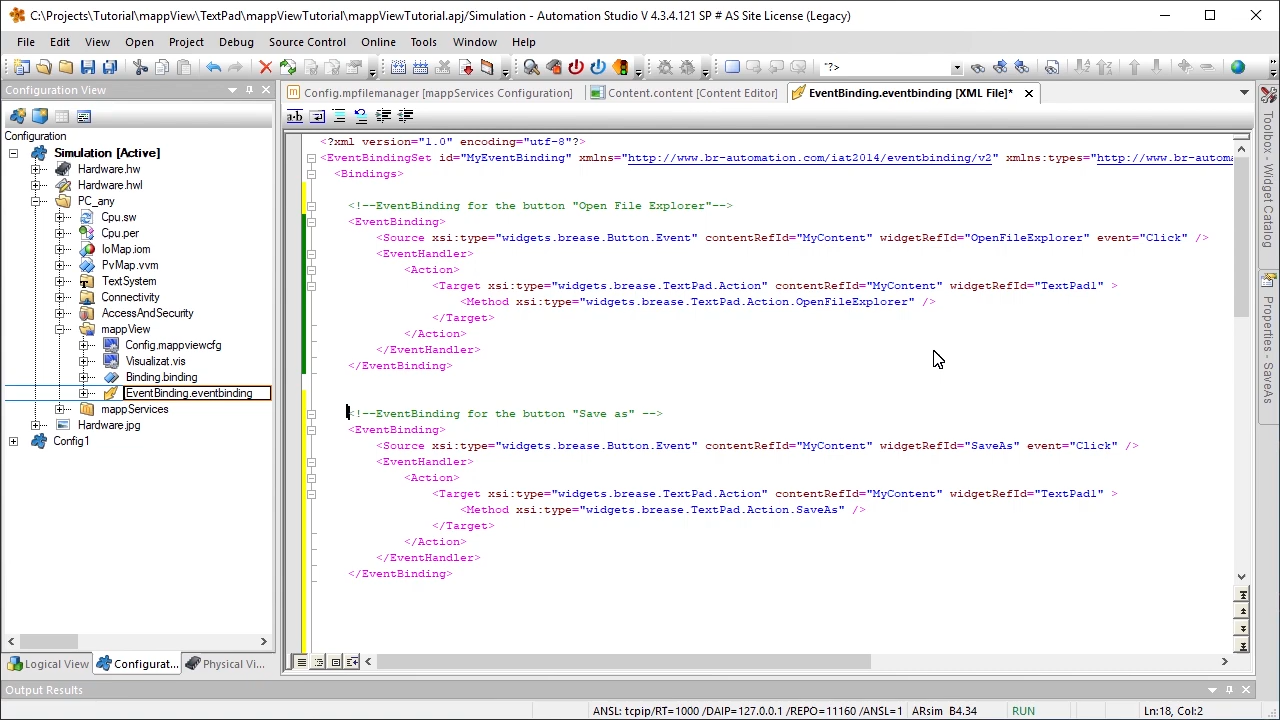 C:\Projects\Tutorial\mappView\TextPad\mappViewTutorial\mappViewTutorial.apj/Simulation - Automation Studio V 4.3.4.121 SP # AS Site License (Legacy)
File Edit View Open Project Debug Source Control Online Tools Window Help
"?>
Configuration View
Config.mpfilemanager [mappServices Configuration]
Content.content [Content Editor]
EventBinding.eventbinding [XML File]*
Configuration
Simulation [Active]
Hardware.hw
Hardware.hwl
PC_any
Cpu.sw
Cpu.per
IoMap.iom
PvMap.vvm
TextSystem
Connectivity
AccessAndSecurity
mappView
Config.mappviewcfg
Visualizat.vis
Binding.binding
EventBinding.eventbinding
mappServices
Hardware.jpg
Config1
<?xml version="1.0" encoding="utf-8"?>
<EventBindingSet id="MyEventBinding" xmlns="http://www.br-automation.com/iat2014/eventbinding/v2" xmlns:types="http://www.br-automa
<Bindings>
<!--EventBinding for the button "Open File Explorer"-->
<EventBinding>
<Source xsi:type="widgets.brease.Button.Event" contentRefId="MyContent" widgetRefId="OpenFileExplorer" event="Click" />
<EventHandler>
<Action>
<Target xsi:type="widgets.brease.TextPad.Action" contentRefId="MyContent" widgetRefId="TextPad1" >
<Method xsi:type="widgets.brease.TextPad.Action.OpenFileExplorer" />
</Target>
</Action>
</EventHandler>
</EventBinding>
<!--EventBinding for the button "Save as" -->
<EventBinding>
<Source xsi:type="widgets.brease.Button.Event" contentRefId="MyContent" widgetRefId="SaveAs" event="Click" />
<EventHandler>
<Action>
<Target xsi:type="widgets.brease.TextPad.Action" contentRefId="MyContent" widgetRefId="TextPad1" >
<Method xsi:type="widgets.brease.TextPad.Action.SaveAs" />
</Target>
</Action>
</EventHandler>
</EventBinding>
Toolbox - Widget Catalog
Properties - SaveAs
Logical View
Configurat...
Physical Vi...
Output Results
ANSL: tcpip/RT=1000 /DAIP=127.0.0.1 /REPO=11160 /ANSL=1
ARsim B4.34
RUN
Ln:18, Col:2